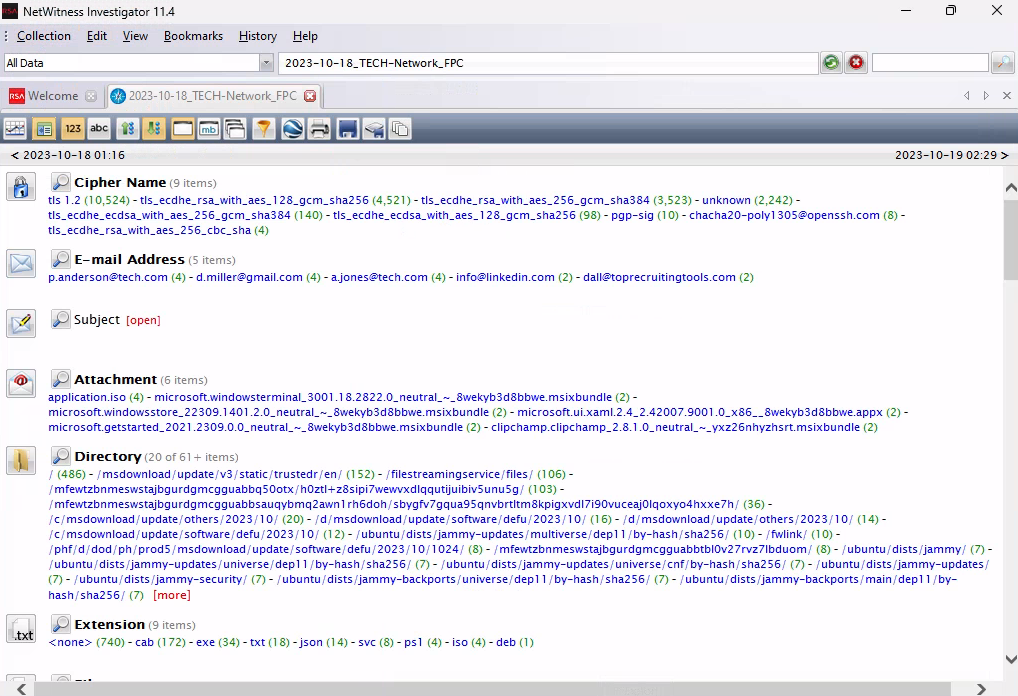 RSA NetWitness Investigator 11.4
Collection Edit View Bookmarks History Help
All Data 2023-10-18_TECH-Network_FPC
RSA Welcome 2023-10-18_TECH-Network_FPC
123 abc mb
< 2023-10-18 01:16 2023-10-19 02:29 >
Cipher Name (9 items)
tls 1.2 (10,524) - tls_ecdhe_rsa_with_aes_128_gcm_sha256 (4,521) - tls_ecdhe_rsa_with_aes_256_gcm_sha384 (3,523) - unknown (2,242) -
tls_ecdhe_ecdsa_with_aes_256_gcm_sha384 (140) - tls_ecdhe_ecdsa_with_aes_128_gcm_sha256 (98) - pgp-sig (10) - chacha20-poly1305@openssh.com (8) -
tls_ecdhe_rsa_with_aes_256_cbc_sha (4)
E-mail Address (5 items)
p.anderson@tech.com (4) - d.miller@gmail.com (4) - a.jones@tech.com (4) - info@linkedin.com (2) - dall@toprecruitingtools.com (2)
Subject [open]
Attachment (6 items)
application.iso (4) - microsoft.windowsterminal_3001.18.2822.0_neutral_~_8wekyb3d8bbwe.msixbundle (2) -
microsoft.windowsstore_22309.1401.2.0_neutral_~_8wekyb3d8bbwe.msixbundle (2) - microsoft.ui.xaml.2.4_2.42007.9001.0_x86__8wekyb3d8bbwe.appx (2) -
microsoft.getstarted_2021.2309.0.0_neutral_~_8wekyb3d8bbwe.msixbundle (2) - clipchamp.clipchamp_2.8.1.0_neutral_~_yxz26nhyzhsrt.msixbundle (2)
Directory (20 of 61+ items)
/ (486) - /msdownload/update/v3/static/trustedr/en/ (152) - /filestreamingservice/files/ (106) -
/mfewtzbnmeswstajbgurdgmcgguabbq50otx/h0ztl+z8sipi7wewvxdlqqutijuibiv5unu5g/ (103) -
/mfewtzbnmeswstajbgurdgmcgguabbsauqybmq2awn1rh6doh/sbygfv7gqua95qnvbrtltm8kpigxvdl7i90vuceaj0lqoxyo4hxxe7h/ (36) -
/c/msdownload/update/others/2023/10/ (20) - /d/msdownload/update/software/defu/2023/10/ (16) - /d/msdownload/update/others/2023/10/ (14) -
/c/msdownload/update/software/defu/2023/10/ (12) - /ubuntu/dists/jammy-updates/multiverse/dep11/by-hash/sha256/ (10) - /fwlink/ (10) -
/phf/d/dod/ph/prod5/msdownload/update/software/defu/2023/10/1024/ (8) - /mfewtzbnmeswstajbgurdgmcgguabbtbl0v27rvz7lbduom/ (8) - /ubuntu/dists/jammy/ (7) -
/ubuntu/dists/jammy-updates/universe/dep11/by-hash/sha256/ (7) - /ubuntu/dists/jammy-updates/universe/cnf/by-hash/sha256/ (7) - /ubuntu/dists/jammy-updates/
(7) - /ubuntu/dists/jammy-security/ (7) - /ubuntu/dists/jammy-backports/universe/dep11/by-hash/sha256/ (7) - /ubuntu/dists/jammy-backports/main/dep11/by-
hash/sha256/ (7) [more]
.txt Extension (9 items)
<none> (740) - cab (172) - exe (34) - txt (18) - json (14) - svc (8) - ps1 (4) - iso (4) - deb (1)